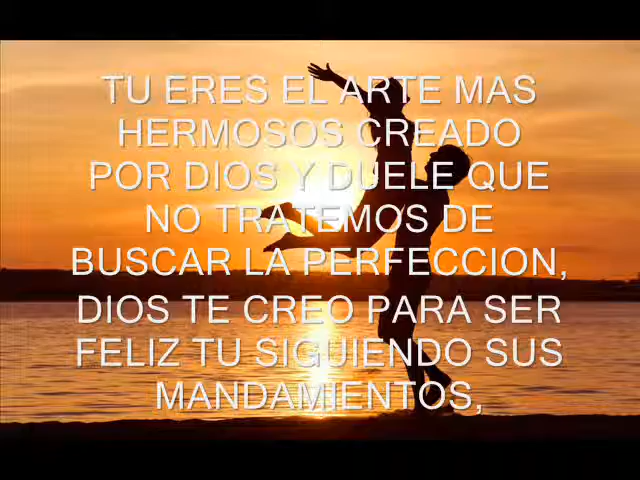 TU ERES EL ARTE MAS
HERMOSOS CREADO
POR DIOS Y DUELE QUE
NO TRATEMOS DE
BUSCAR LA PERFECCION,
DIOS TE CREO PARA SER
FELIZ TU SIGUIENDO SUS
MANDAMIENTOS,